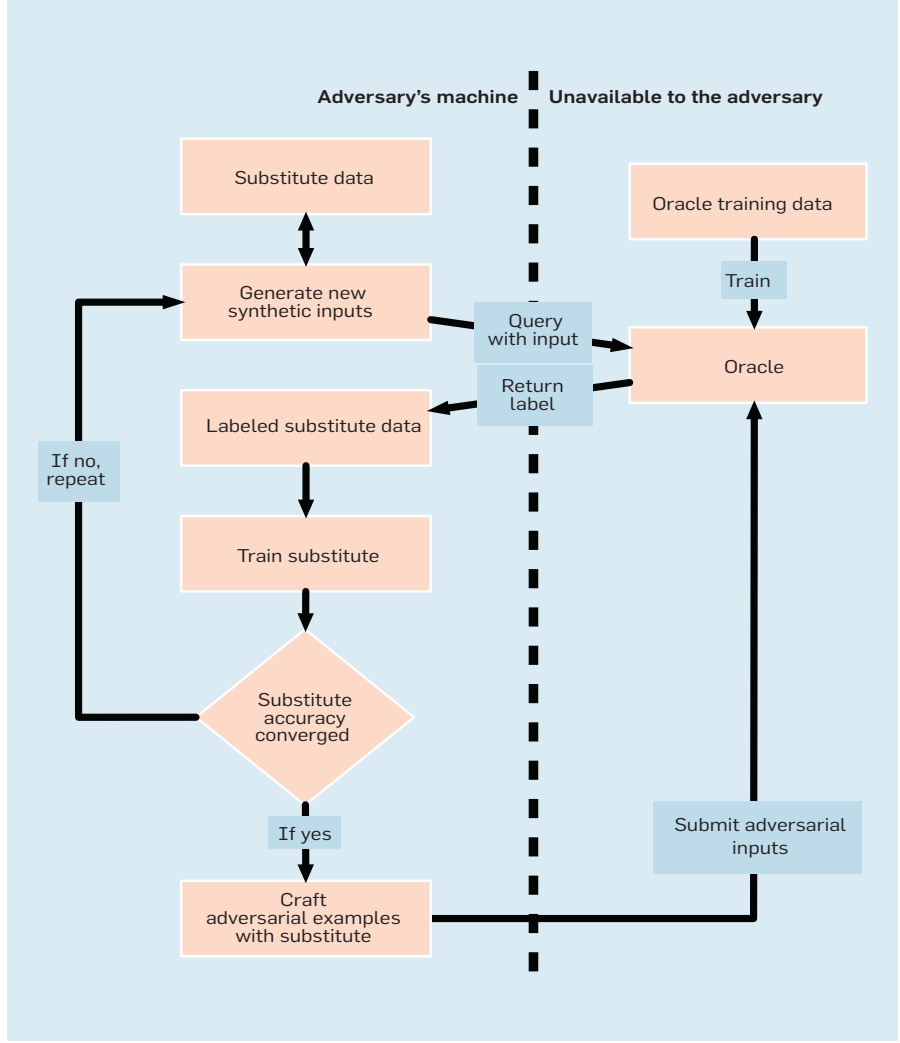 Adversary's machine
Unavailable to the adversary
Substitute data
Oracle training data
Train
Generate new
synthetic inputs
Query
with input
Oracle
Return
label
Labeled substitute data
If no,
repeat
Train substitute
Substitute
accuracy
converged
If yes
Submit adversarial
inputs
Craft
adversarial examples
with substitute